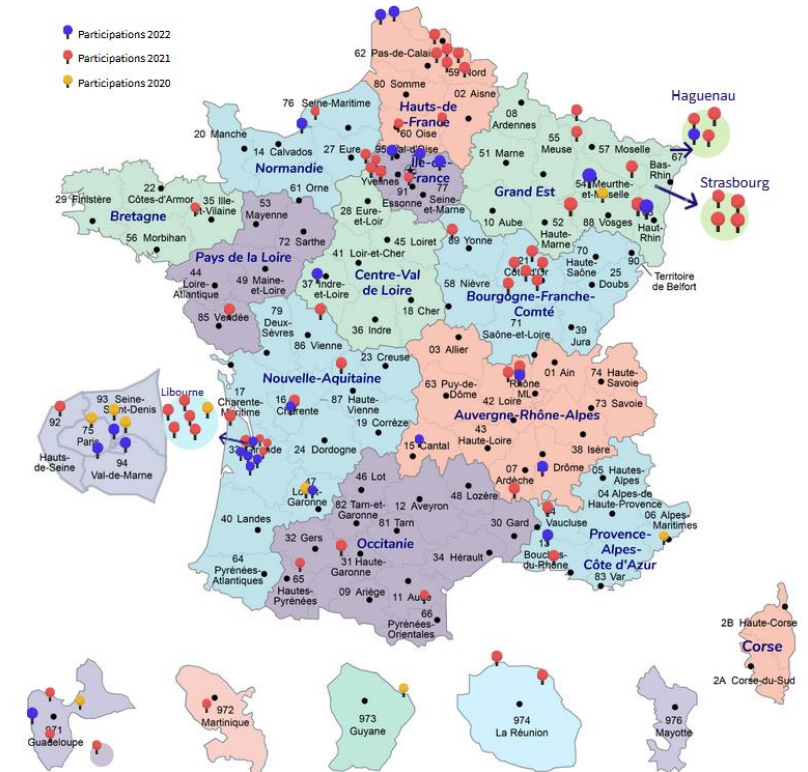 Participations 2022
Participations 2021
Participations 2020
62 Pas-de-Calais
59 Nord
80 Somme
02 Aisne
Hauts-de
-France
60 Oise
76 Seine-Maritime
20 Manche
14 Calvados
27 Eure
Normandie
61 Orne
95 Val-d'Oise
Île-de-
France
Yvelines
91
Essonne
77
Seine-
et-Marne
08
Ardennes
51 Marne
55
Meuse
57 Moselle
Bas-
Rhin
67
54 Meurthe-
et-Moselle
Grand Est
10 Aube
52
Haute-
Marne
88 Vosges
68
Haut-
Rhin
Haguenau
Strasbourg
90
Territoire
de Belfort
29 Finistère
22
Côtes-d'Armor
35 Ille-
et-Vilaine
Bretagne
56 Morbihan
53
Mayenne
72 Sarthe
Pays de la Loire
44
Loire-
Atlantique
49 Maine-
et-Loire
85 Vendée
28 Eure-
et-Loir
45 Loiret
41 Loir-et-Cher
Centre-Val
de Loire
37 Indre-
et-Loire
18 Cher
36 Indre
89 Yonne
21
Côte-d'Or
70
Haute-
Saône
25
Doubs
58 Nièvre
Bourgogne-Franche-
Comté
71
Saône-et-Loire
39
Jura
79
Deux-
Sèvres
86 Vienne
23 Creuse
Nouvelle-Aquitaine
17
Charente-
Maritime
16
Charente
87
Haute-
Vienne
19 Corrèze
33 Gironde
24 Dordogne
47
Lot-et-
Garonne
40 Landes
64
Pyrénées-
Atlantiques
Libourne
93 Seine-
Saint-Denis
92
75
Paris
Hauts-
de-Seine
94
Val-de-Marne
03 Allier
01 Ain
74 Haute-
Savoie
63 Puy-de-
Dôme
42 Loire
Rhône
ML
73 Savoie
Auvergne-Rhône-Alpes
43
Haute-Loire
15 Cantal
38 Isère
07
Ardèche
Drôme
46 Lot
48 Lozère
82 Tarn-et-
Garonne
12 Aveyron
81 Tarn
30 Gard
32 Gers
Occitanie
34 Hérault
31 Haute-
Garonne
65
Hautes-
Pyrénées
09 Ariège
11 Aude
66
Pyrénées-
Orientales
05 Hautes-
Alpes
04 Alpes-de
Haute-Provence
06 Alpes-
Maritimes
84
Vaucluse
Provence-
Alpes-
Côte d'Azur
13
Bouches-
du-Rhône
83 Var
2B Haute-Corse
Corse
2A Corse-du-Sud
971
Guadeloupe
972
Martinique
973
Guyane
974
La Réunion
976
Mayotte